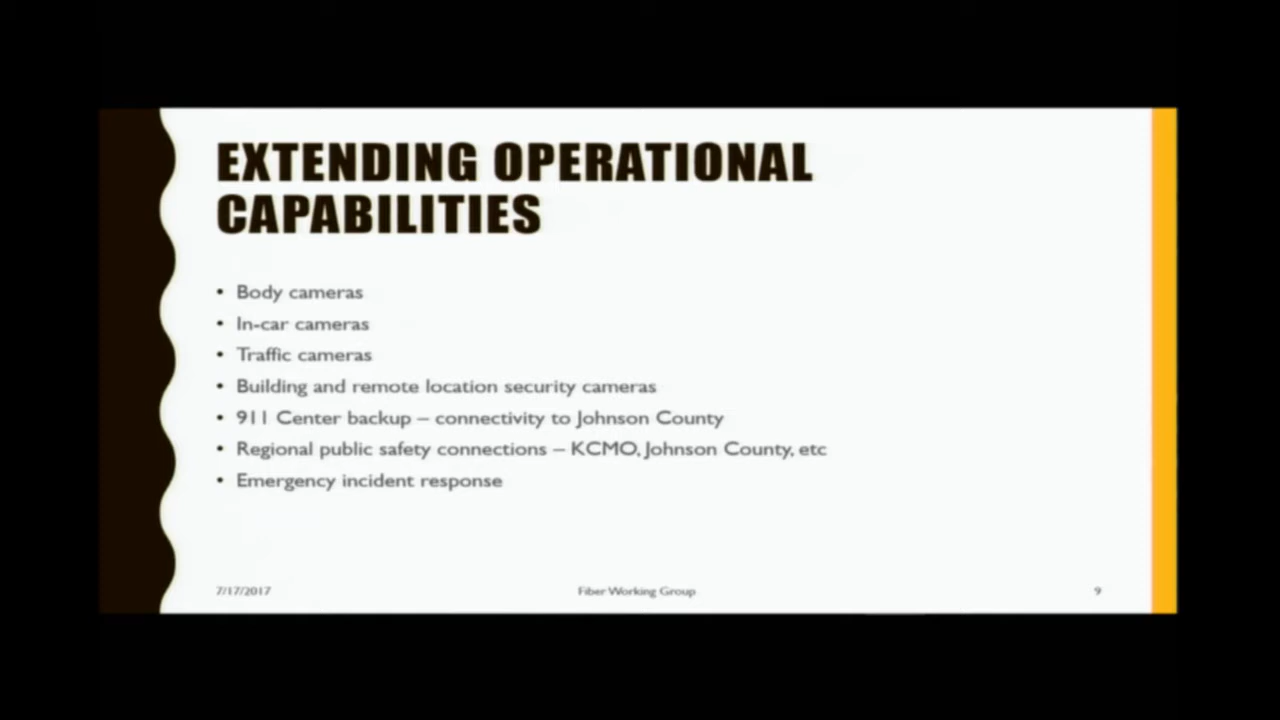 EXTENDING OPERATIONAL
CAPABILITIES
• Body cameras
• In-car cameras
• Traffic cameras
• Building and remote location security cameras
• 911 Center backup – connectivity to Johnson County
• Regional public safety connections – KCMO, Johnson County, etc
• Emergency incident response
7/17/2017
Fiber Working Group
9